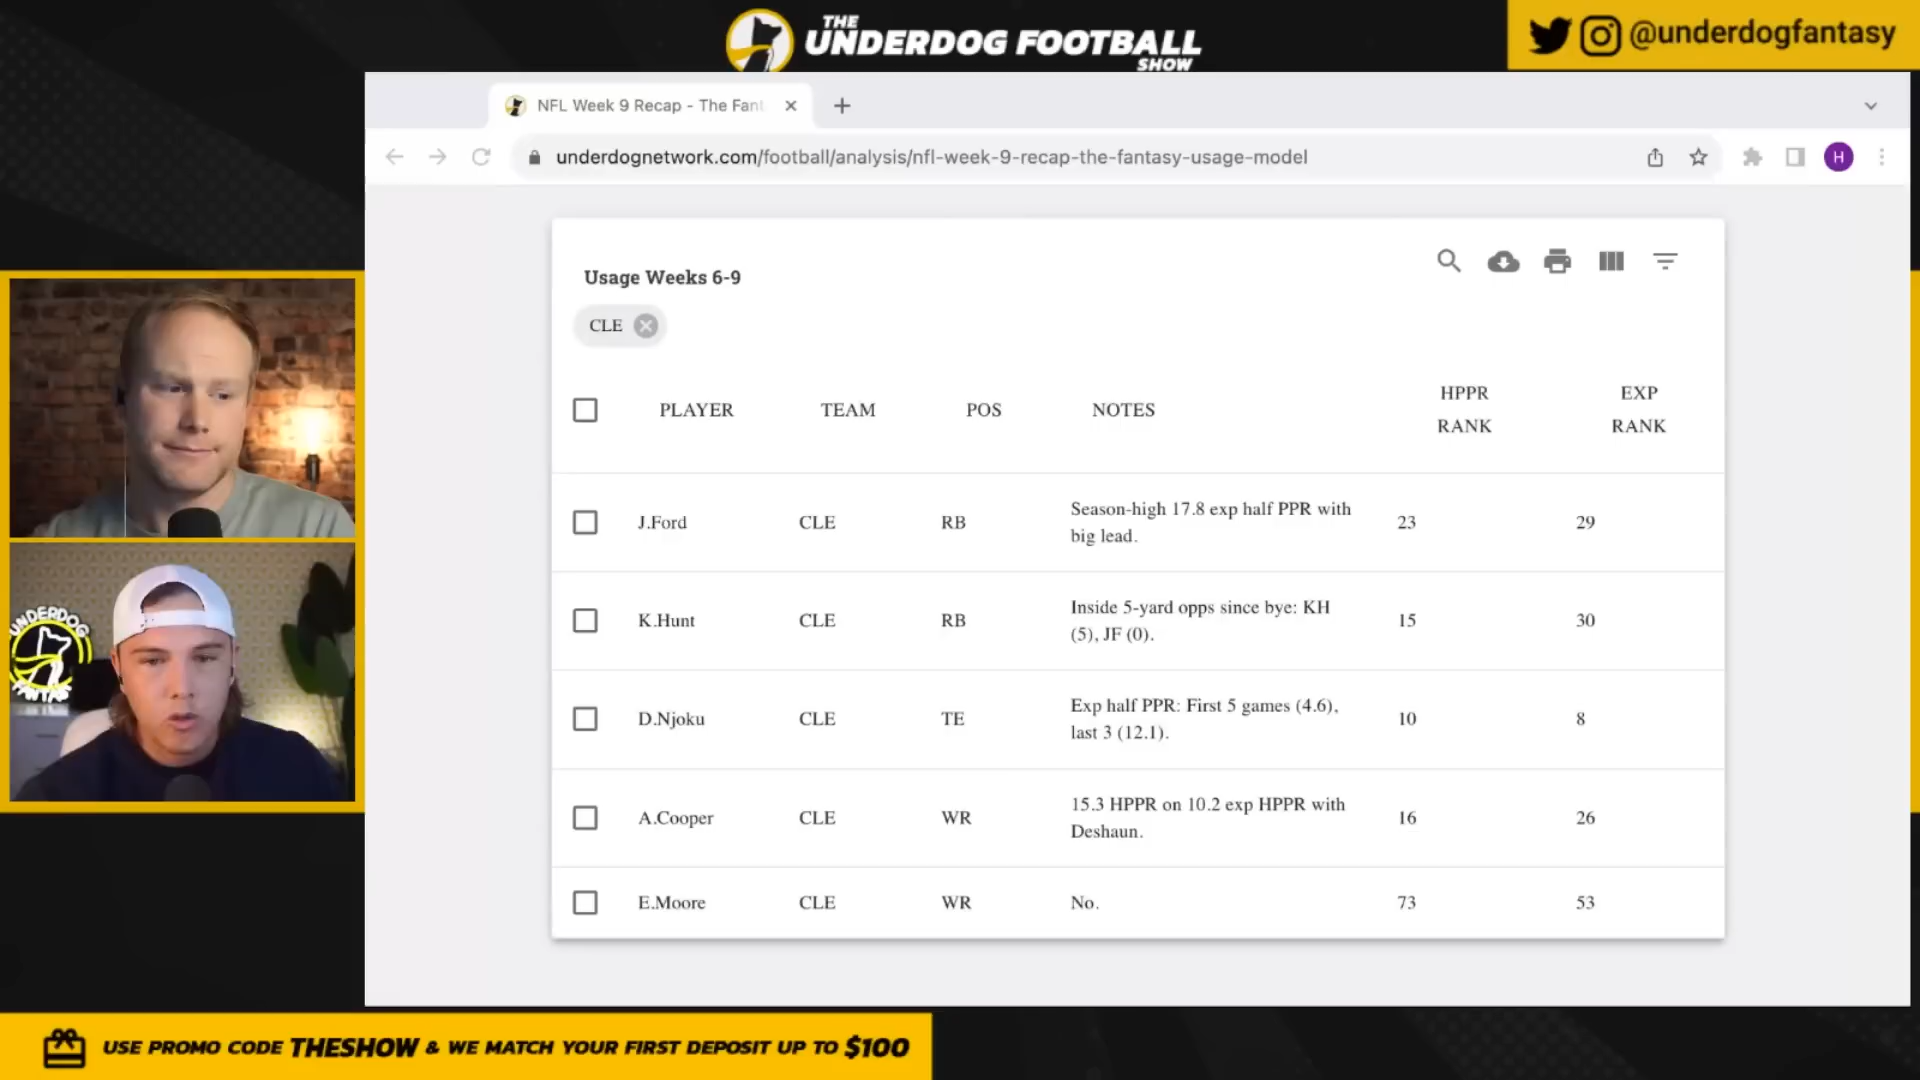 THE
UNDERDOG FOOTBALL
SHOW
@underdogfantasy
NFL Week 9 Recap - The Fant
underdognetwork.com/football/analysis/nfl-week-9-recap-the-fantasy-usage-model
H
Usage Weeks 6-9
CLE
PLAYER TEAM POS NOTES HPPR RANK EXP RANK
J.Ford CLE RB Season-high 17.8 exp half PPR with 23 29
big lead.
K.Hunt CLE RB Inside 5-yard opps since bye: KH 15 30
(5), JF (0).
D.Njoku CLE TE Exp half PPR: First 5 games (4.6), 10 8
last 3 (12.1).
A.Cooper CLE WR 15.3 HPPR on 10.2 exp HPPR with 16 26
Deshaun.
E.Moore CLE WR No. 73 53
UNDERDOG
FANTASY
USE PROMO CODE THESHOW & WE MATCH YOUR FIRST DEPOSIT UP TO $100